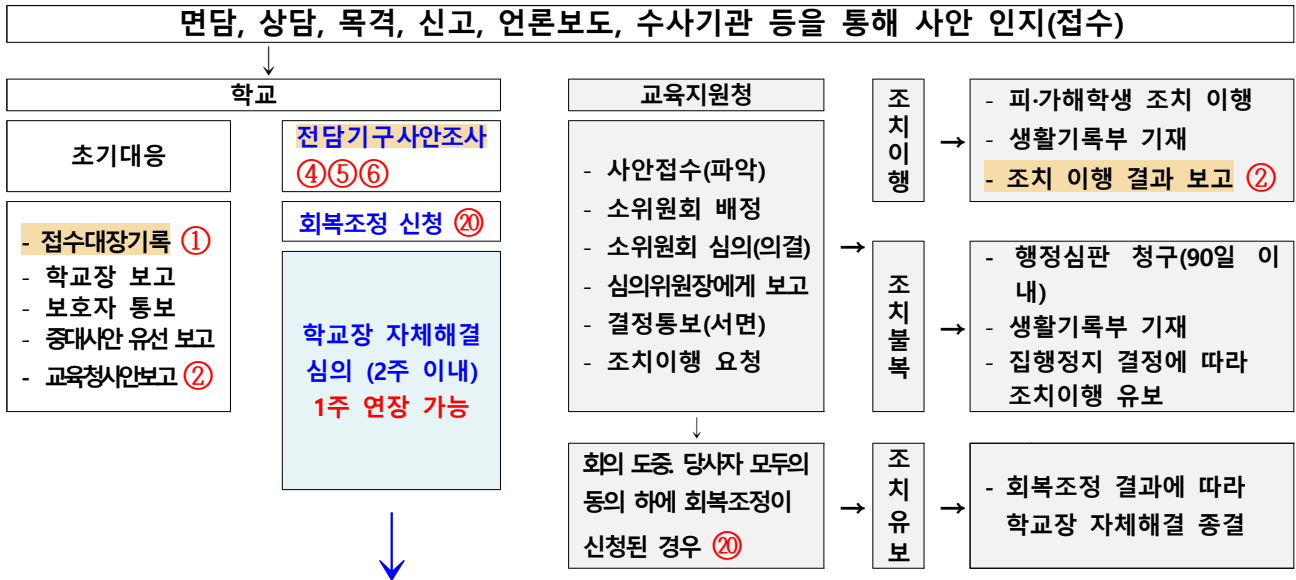 면담, 상담, 목격, 신고, 언론보도, 수사기관 등을 통해 사안 인지(접수)
↓
학교
초기대응
- 접수대장기록 ①
- 학교장 보고
- 보호자 통보
- 중대사안 유선 보고
- 교육청사안보고 ②
전담기구사안조사
④⑤⑥
회복조정 신청 ⑳
학교장 자체해결
심의 (2주 이내)
1주 연장 가능
교육지원청
- 사안접수(파악)
- 소위원회 배정
- 소위원회 심의(의결)
- 심의위원장에게 보고
- 결정통보(서면)
- 조치이행 요청
↓
회의 도중. 당사자 모두의
동의 하에 회복조정이
신청된 경우 ⑳
→
조
치
이
행
→
- 피·가해학생 조치 이행
- 생활기록부 기재
- 조치 이행 결과 보고 ②
조
치
불
복
→
- 행정심판 청구(90일 이
내)
- 생활기록부 기재
- 집행정지 결정에 따라
조치이행 유보
→
조
치
유
보
→
- 회복조정 결과에 따라
학교장 자체해결 종결